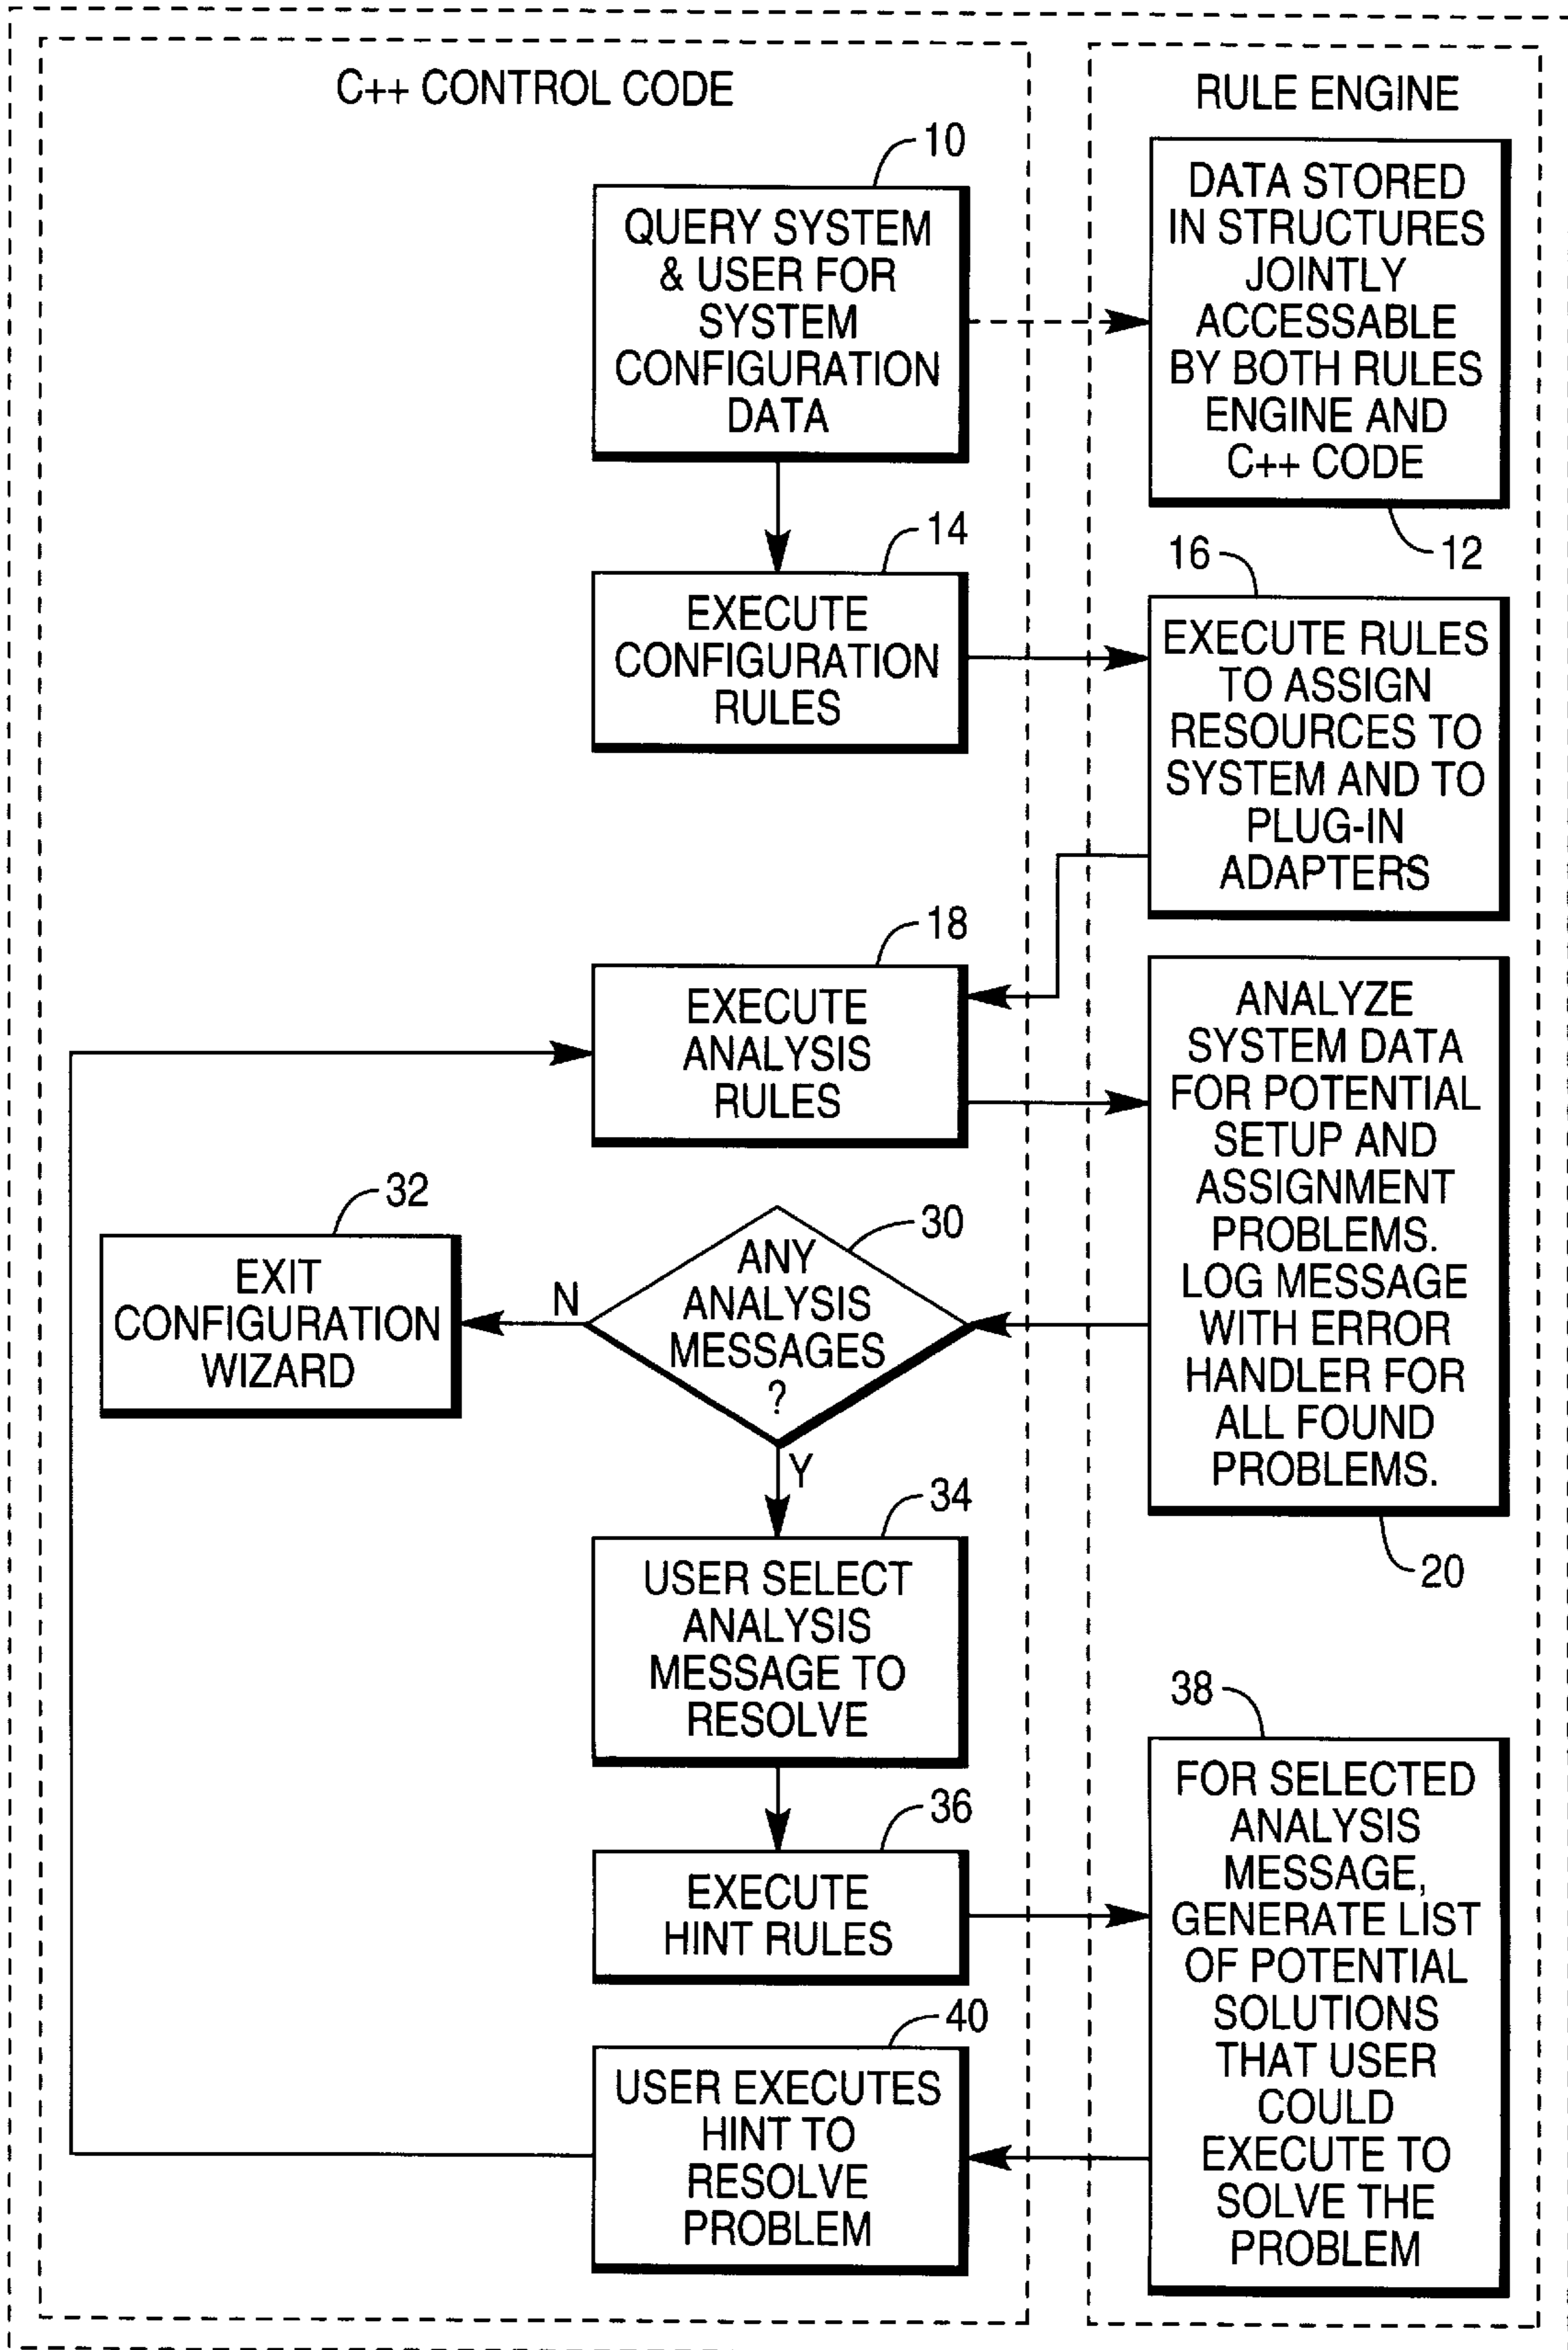 C++ CONTROL CODE
RULE ENGINE
10
QUERY SYSTEM
& USER FOR
SYSTEM
CONFIGURATION
DATA
DATA STORED
IN STRUCTURES
JOINTLY
ACCESSABLE
BY BOTH RULES
ENGINE AND
C++ CODE
12
14
EXECUTE
CONFIGURATION
RULES
16
EXECUTE RULES
TO ASSIGN
RESOURCES TO
SYSTEM AND TO
PLUG-IN
ADAPTERS
18
EXECUTE
ANALYSIS
RULES
ANALYZE
SYSTEM DATA
FOR POTENTIAL
SETUP AND
ASSIGNMENT
PROBLEMS.
LOG MESSAGE
WITH ERROR
HANDLER FOR
ALL FOUND
PROBLEMS.
20
30
ANY
ANALYSIS
MESSAGES
?
N
Y
32
EXIT
CONFIGURATION
WIZARD
34
USER SELECT
ANALYSIS
MESSAGE TO
RESOLVE
36
EXECUTE
HINT RULES
38
FOR SELECTED
ANALYSIS
MESSAGE,
GENERATE LIST
OF POTENTIAL
SOLUTIONS
THAT USER
COULD
EXECUTE TO
SOLVE THE
PROBLEM
40
USER EXECUTES
HINT TO
RESOLVE
PROBLEM